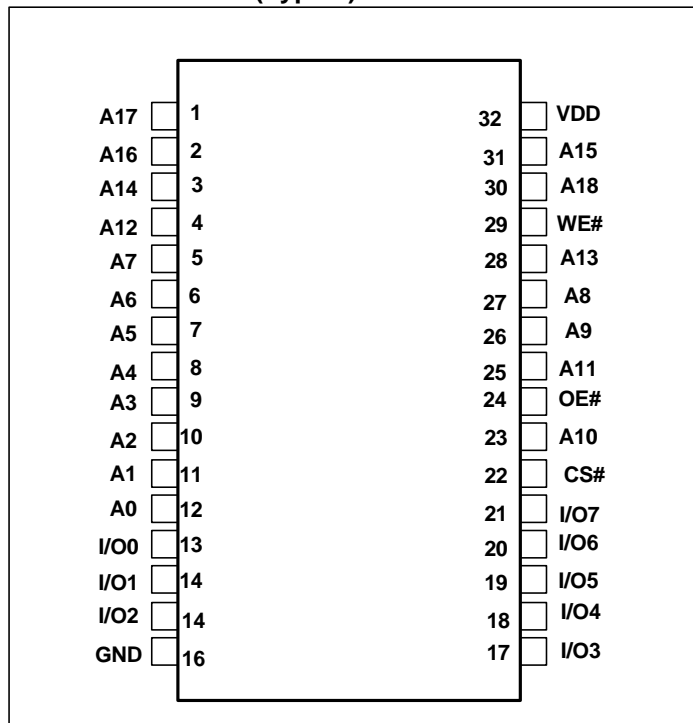 A17 1 32 VDD
A16 2 31 A15
A14 3 30 A18
A12 4 29 WE#
A7 5 28 A13
A6 6 27 A8
A5 7 26 A9
A4 8 25 A11
A3 9 24 OE#
A2 10 23 A10
A1 11 22 CS#
A0 12 21 I/O7
I/O0 13 20 I/O6
I/O1 14 19 I/O5
I/O2 14 18 I/O4
GND 16 17 I/O3